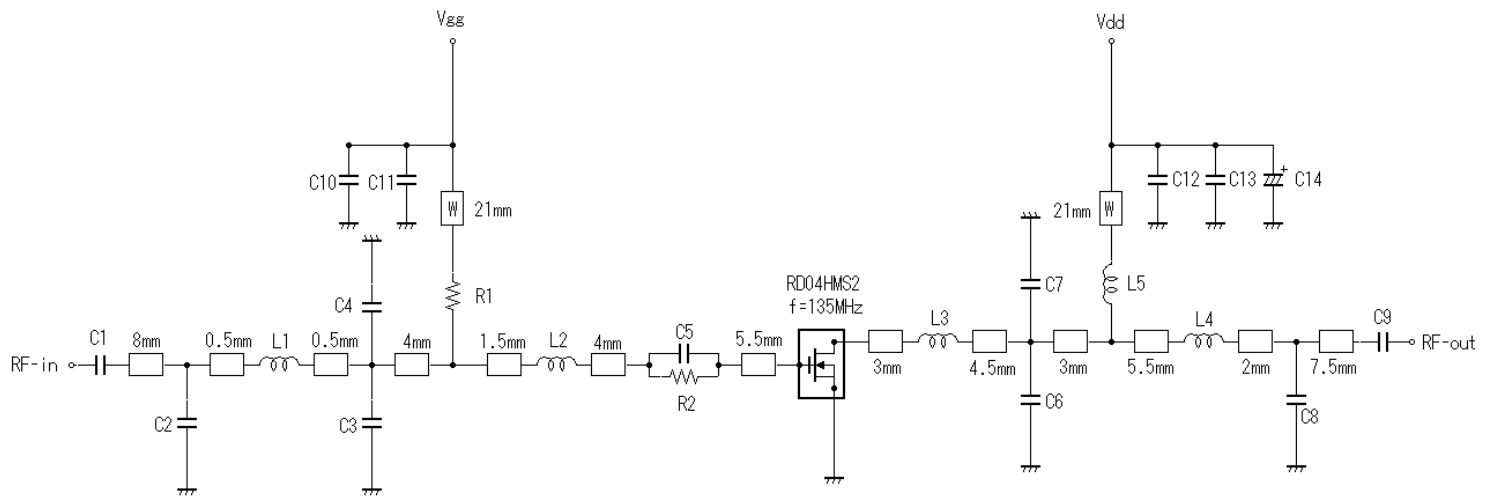 Vgg
Vdd
C10
C11
W
21mm
21mm
W
C12
C13
+
C14
C4
R1
RD04HMS2
f=135MHz
C7
L5
RF-in
C1
8mm
0.5mm
L1
0.5mm
4mm
1.5mm
L2
4mm
C5
R2
5.5mm
3mm
L3
4.5mm
3mm
5.5mm
L4
2mm
7.5mm
C9
RF-out
C2
C3
C6
C8